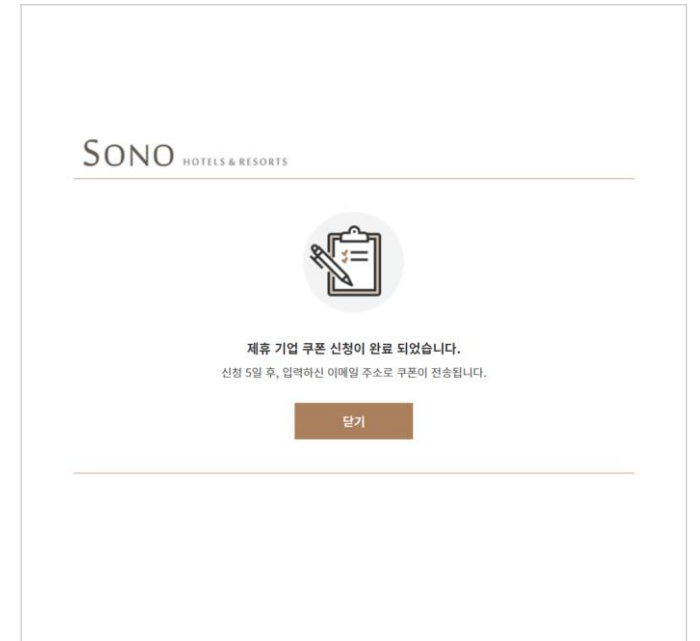 SONO HOTELS & RESORTS
제휴 기업 쿠폰 신청이 완료 되었습니다.
신청 5일 후, 입력하신 이메일 주소로 쿠폰이 전송됩니다.
닫기